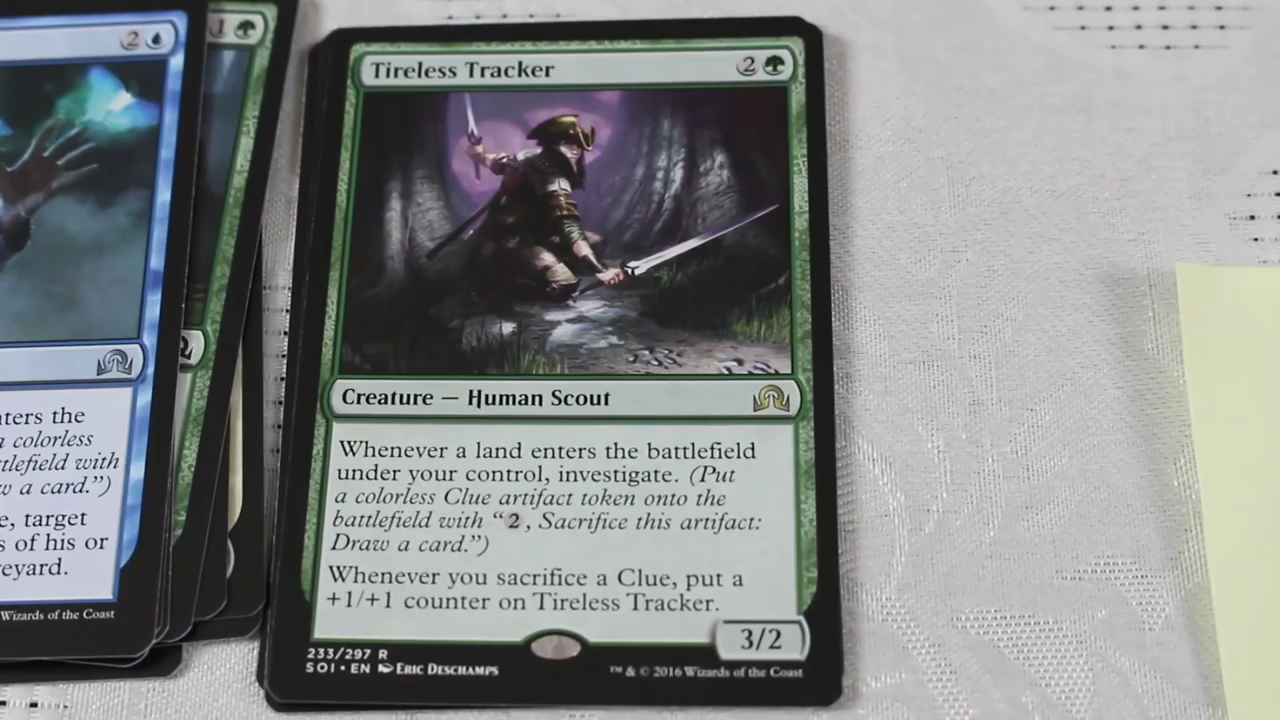 2
nters the
a colorless
tlefield with
w a card.")
e, target
s of his or
eyard.
Wizards of the Coast
1
Tireless Tracker
2
Creature — Human Scout
Whenever a land enters the battlefield
under your control, investigate. (Put
a colorless Clue artifact token onto the
battlefield with “2, Sacrifice this artifact:
Draw a card.”)
Whenever you sacrifice a Clue, put a
+1/+1 counter on Tireless Tracker.
3/2
233/297 R
SOI • EN Eric Deschamps
™ & © 2016 Wizards of the Coast